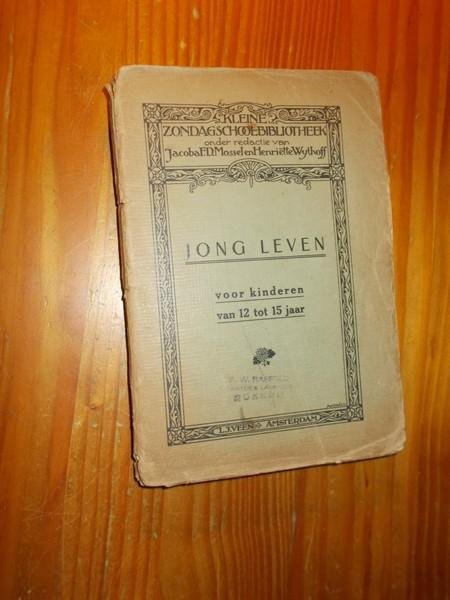 KLEINE
ZONDAGSCHOOLBIBLIOTHEEK
onder redactie van
Jacoba F.D. Mossel en Henriëtte Wythoff
JONG LEVEN
voor kinderen
van 12 tot 15 jaar
L.J. VEEN AMSTERDAM